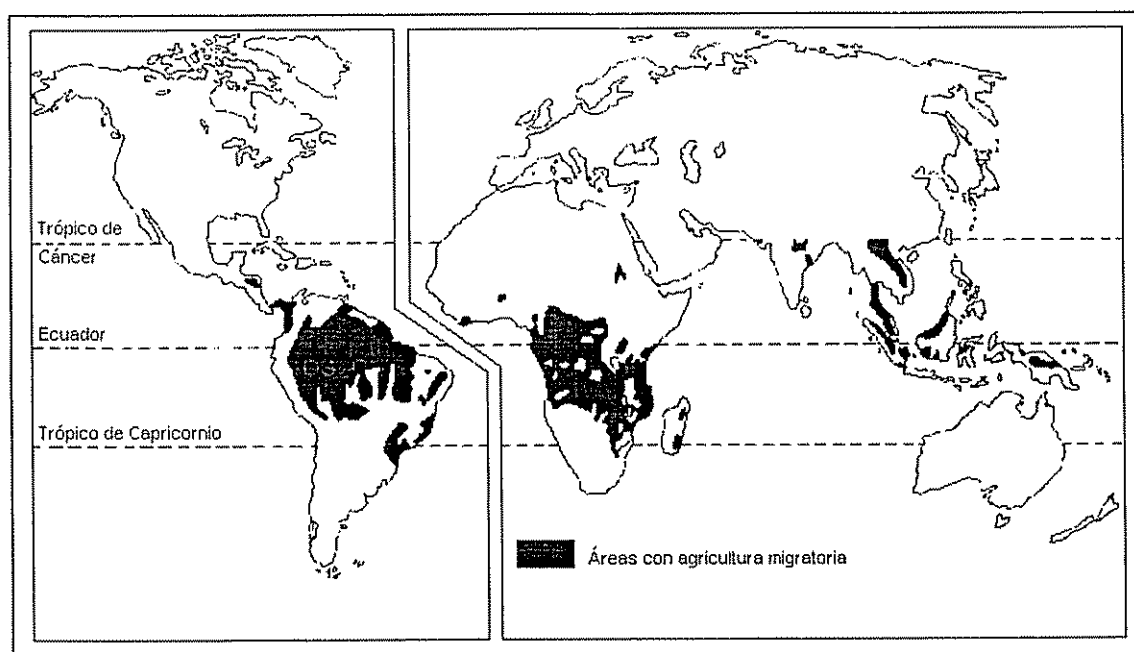 Trópico de
Cáncer
Ecuador
Trópico de Capricornio
Áreas con agricultura migratoria